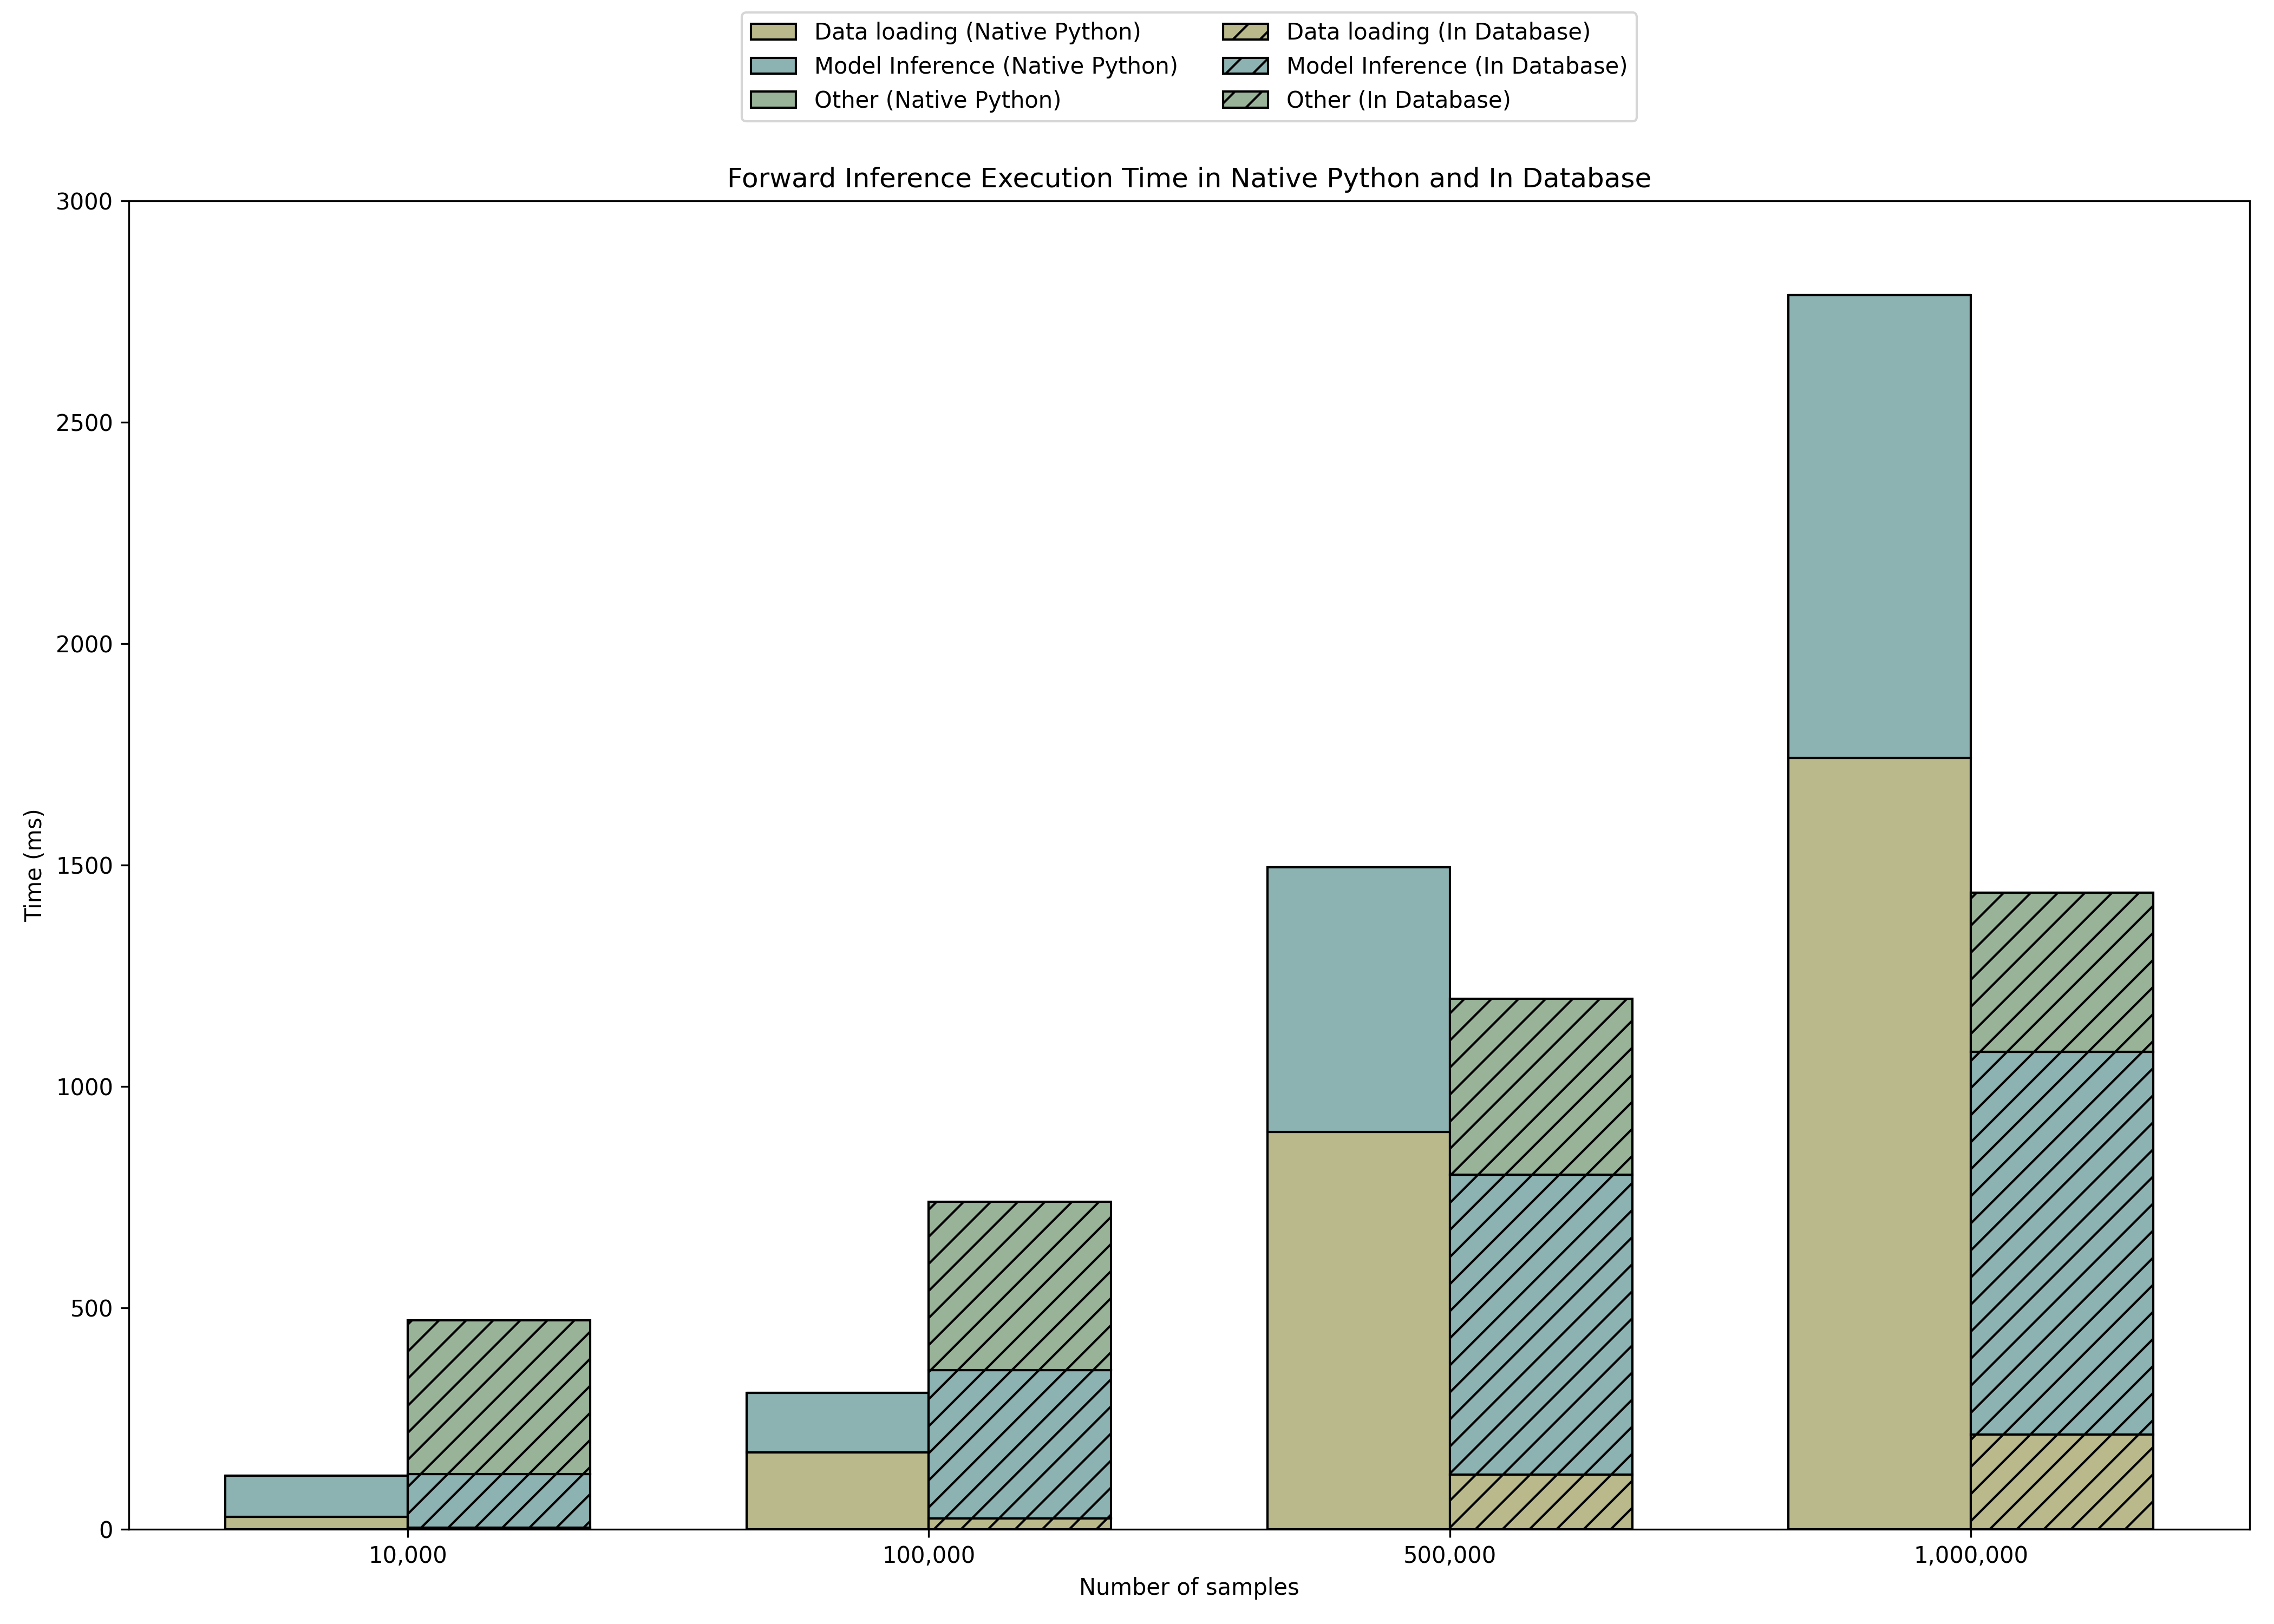 Data loading (Native Python)
Model Inference (Native Python)
Other (Native Python)
Data loading (In Database)
Model Inference (In Database)
Other (In Database)
Forward Inference Execution Time in Native Python and In Database
3000
2500
2000
1500
1000
500
0
Time (ms)
10,000
100,000
500,000
1,000,000
Number of samples